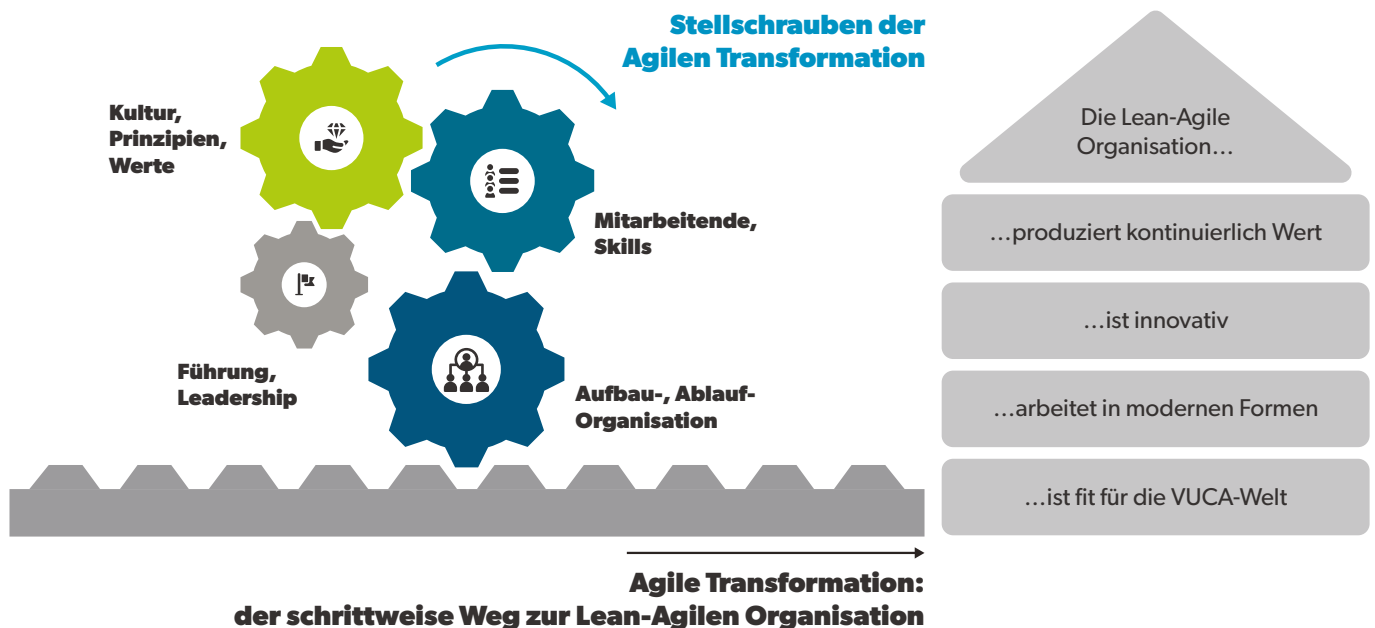 Stellschrauben der
Agilen Transformation
Kultur,
Prinzipien,
Werte
Mitarbeitende,
Skills
Führung,
Leadership
Aufbau-, Ablauf-
Organisation
Agile Transformation:
der schrittweise Weg zur Lean-Agilen Organisation
Die Lean-Agile
Organisation…
…produziert kontinuierlich Wert
…ist innovativ
…arbeitet in modernen Formen
…ist fit für die VUCA-Welt